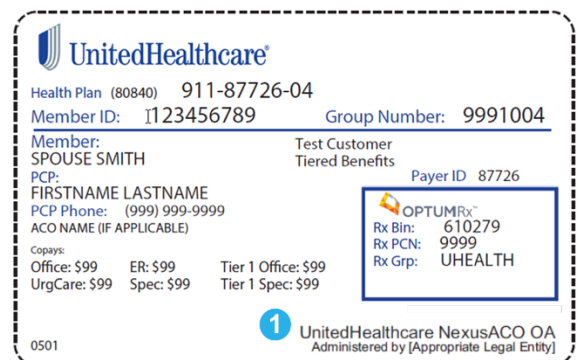 UnitedHealthcare®
Health Plan (80840) 911-87726-04
Member ID: 123456789 Group Number: 9991004
Member:
SPOUSE SMITH
PCP:
FIRSTNAME LASTNAME
PCP Phone: (999) 999-9999
ACO NAME (IF APPLICABLE)
Test Customer
Tiered Benefits
Payer ID 87726
OPTUMRx™
Rx Bin: 610279
Rx PCN: 9999
Rx Grp: UHEALTH
Copays:
Office: $99 ER: $99 Tier 1 Office: $99
UrgCare: $99 Spec: $99 Tier 1 Spec: $99
1
UnitedHealthcare NexusACO OA
0501 Administered by [Appropriate Legal Entity]